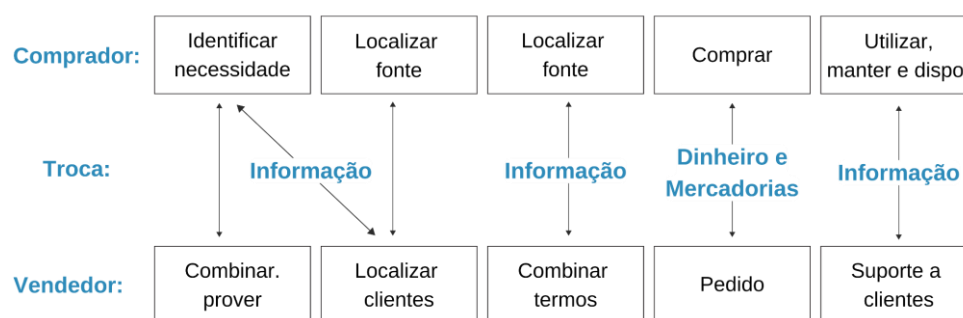 Comprador:
Identificar
necessidade
Localizar
fonte
Localizar
fonte
Comprar
Utilizar,
manter e dispo
Troca:
Informação
Informação
Dinheiro e
Mercadorias
Informação
Vendedor:
Combinar.
prover
Localizar
clientes
Combinar
termos
Pedido
Suporte a
clientes